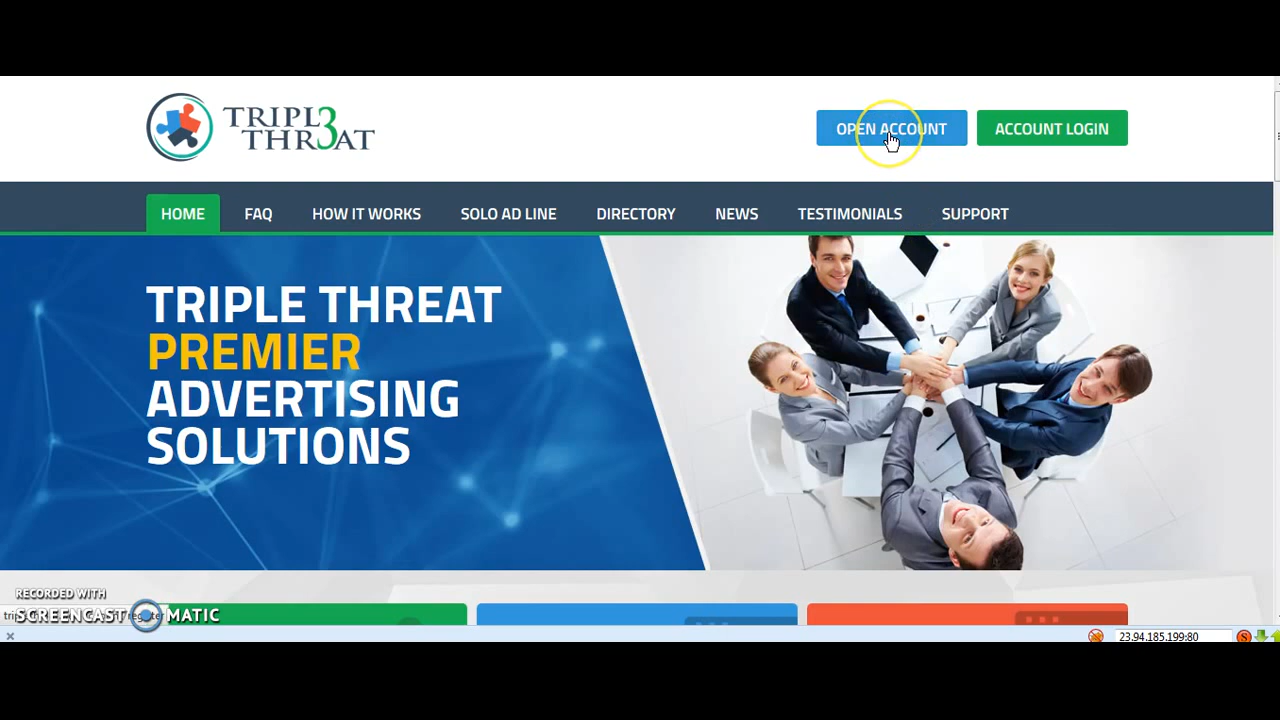 TRIPL3
THR3AT
OPEN ACCOUNT
ACCOUNT LOGIN
HOME FAQ HOW IT WORKS SOLO AD LINE DIRECTORY NEWS TESTIMONIALS SUPPORT
TRIPLE THREAT
PREMIER
ADVERTISING
SOLUTIONS
RECORDED WITH
SCREENCAST MATIC
23.94.185.199:80